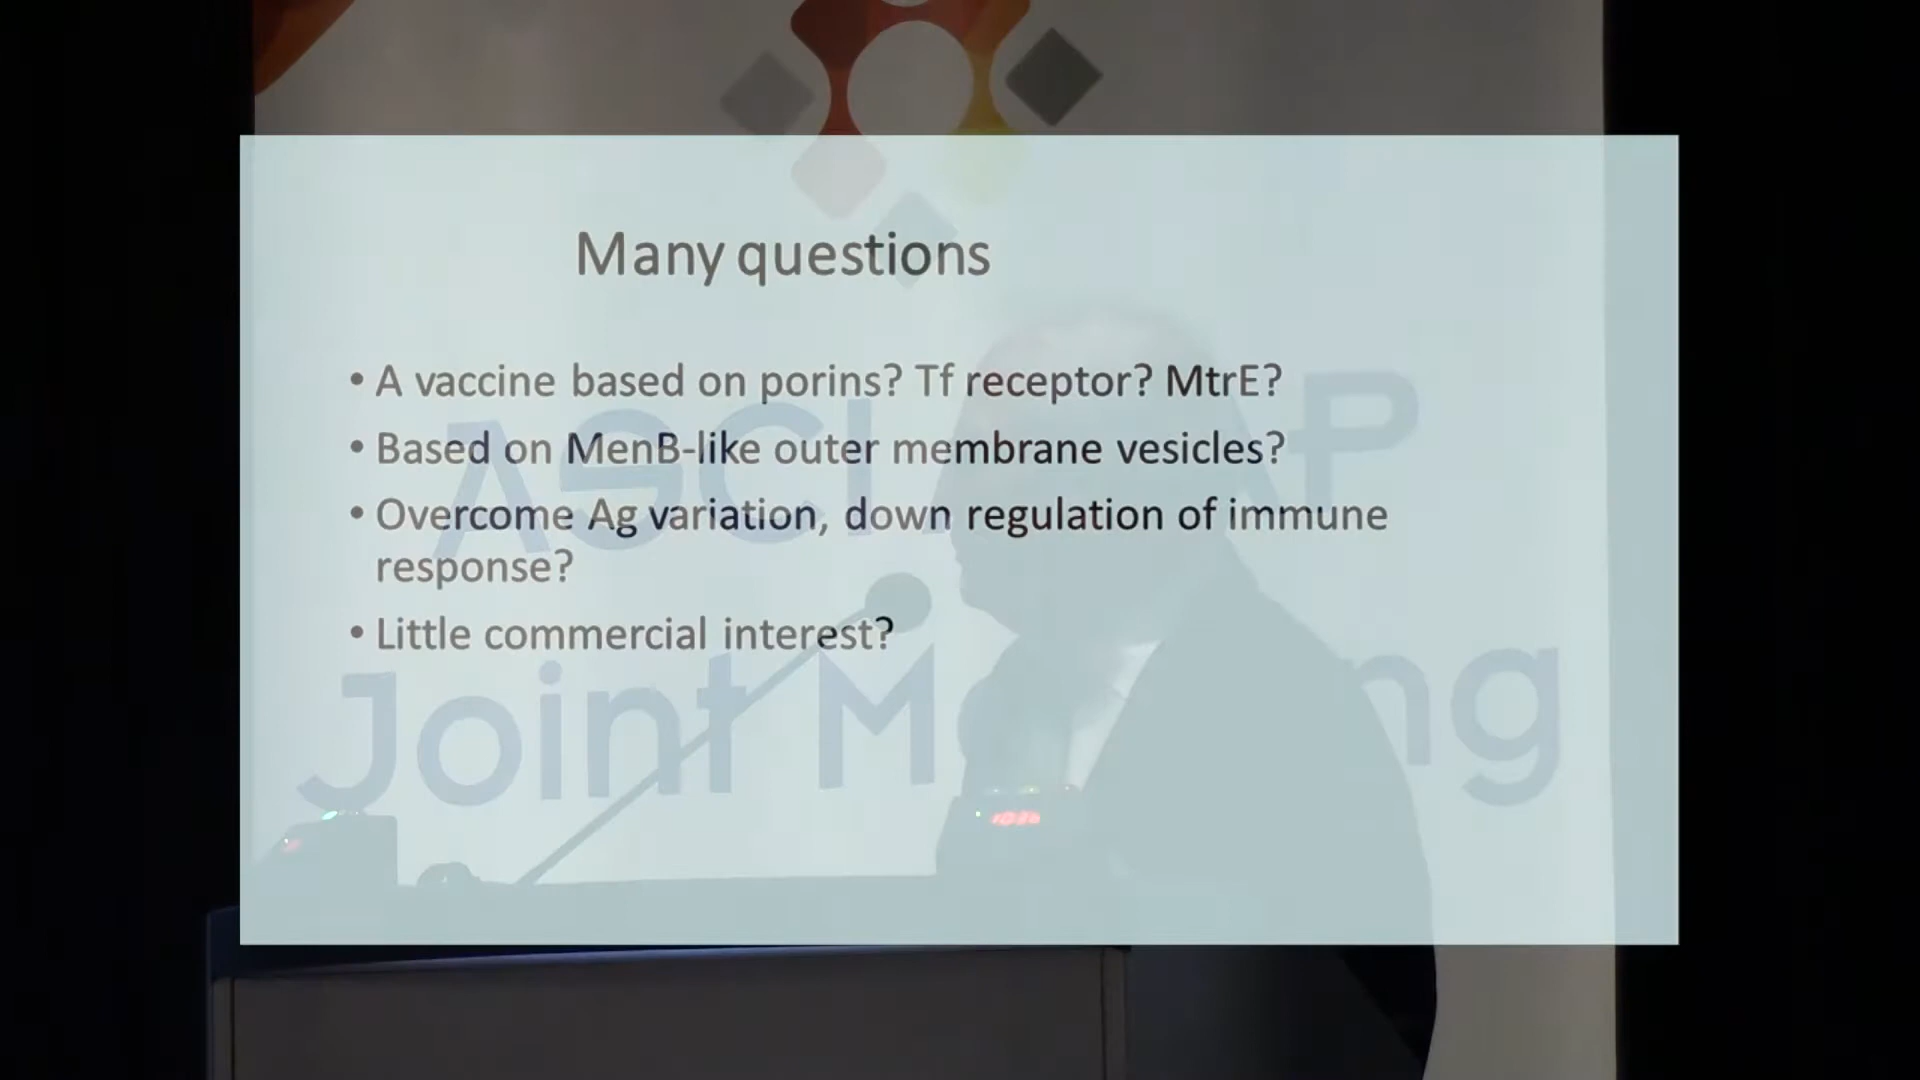 Many questions
• A vaccine based on porins? Tf receptor? MtrE?
• Based on MenB-like outer membrane vesicles?
• Overcome Ag variation, down regulation of immune
response?
• Little commercial interest?
Joint M ng